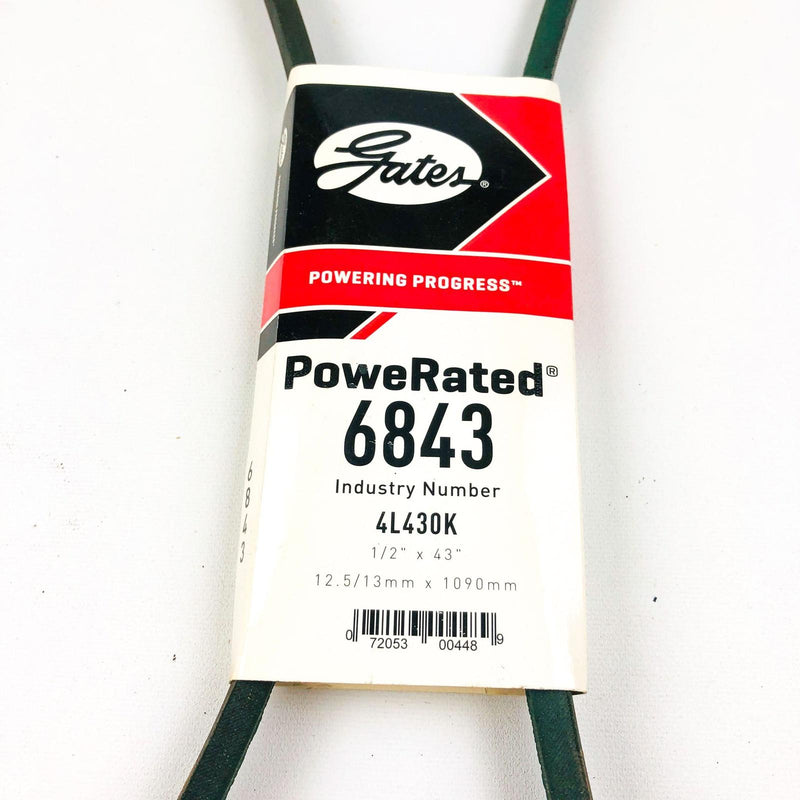 Gates®
POWERING PROGRESS™
PoweRated®
6843
Industry Number
4L430K
1/2" x 43"
12.5/13mm x 1090mm
0 72053 00448 9
6843